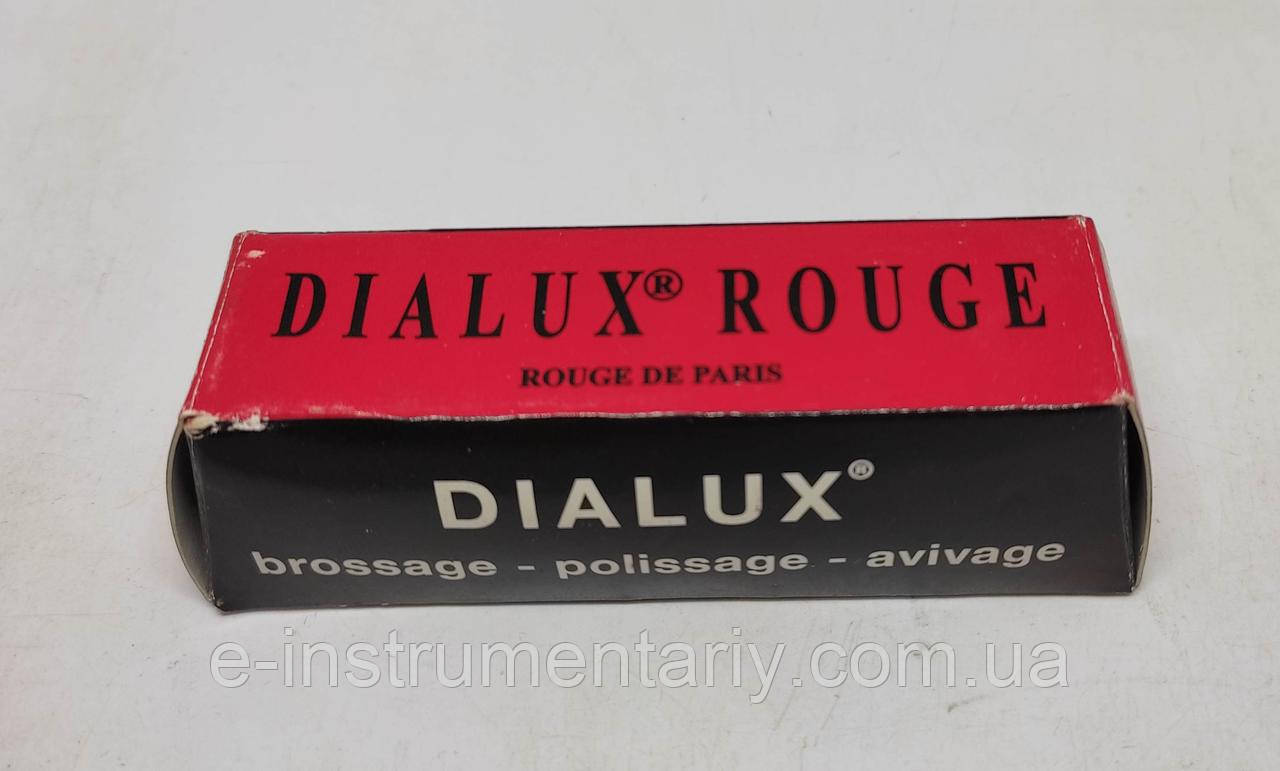 DIALUX® ROUGE
ROUGE DE PARIS
DIALUX®
brossage - polissage - avivage
e-instrumentariy.com.ua